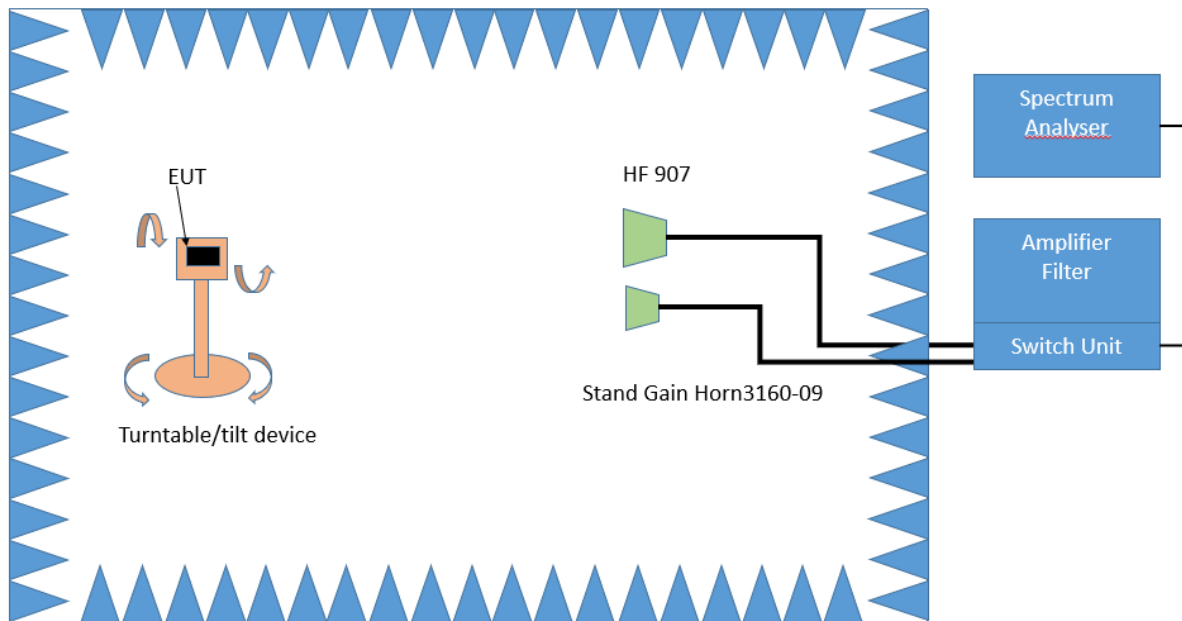 Spectrum
Analyser
EUT
HF 907
Amplifier
Filter
Switch Unit
Stand Gain Horn3160-09
Turntable/tilt device